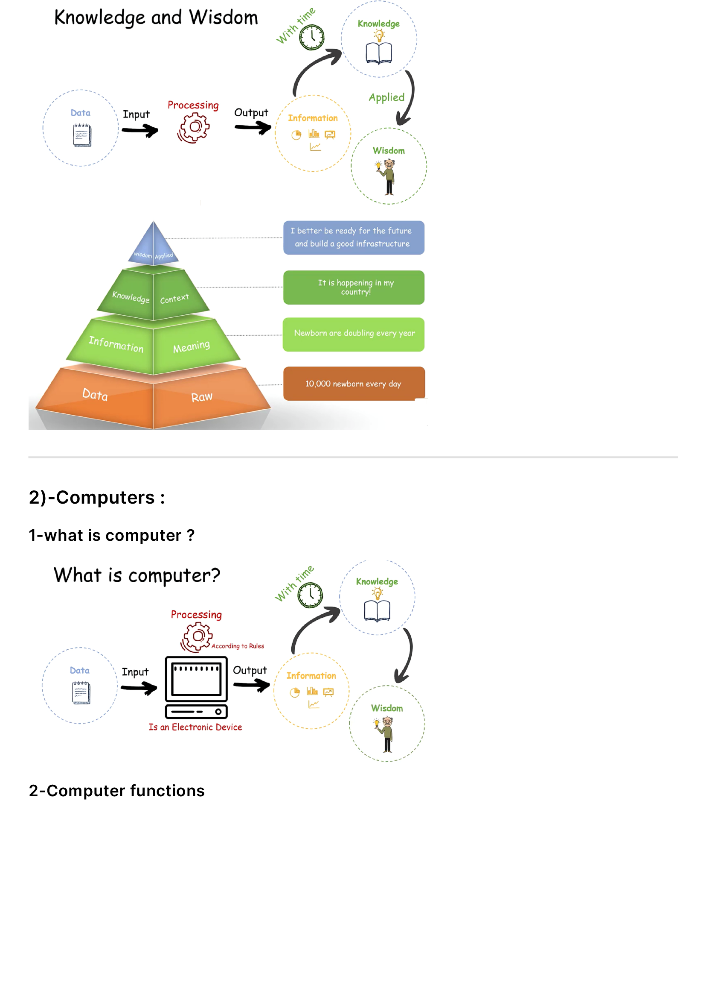 Knowledge and Wisdom
With time
Knowledge
Applied
Data
Input
Processing
Output
Information
Wisdom
wisdom Applied
I better be ready for the future
and build a good infrastructure
Knowledge Context
It is happening in my
country!
Information Meaning
Newborn are doubling every year
Data Raw
10,000 newborn every day
2)-Computers :
1-what is computer ?
What is computer?
With time
Knowledge
Processing
According to Rules
Data
Input
Output
Information
Is an Electronic Device
Wisdom
2-Computer functions